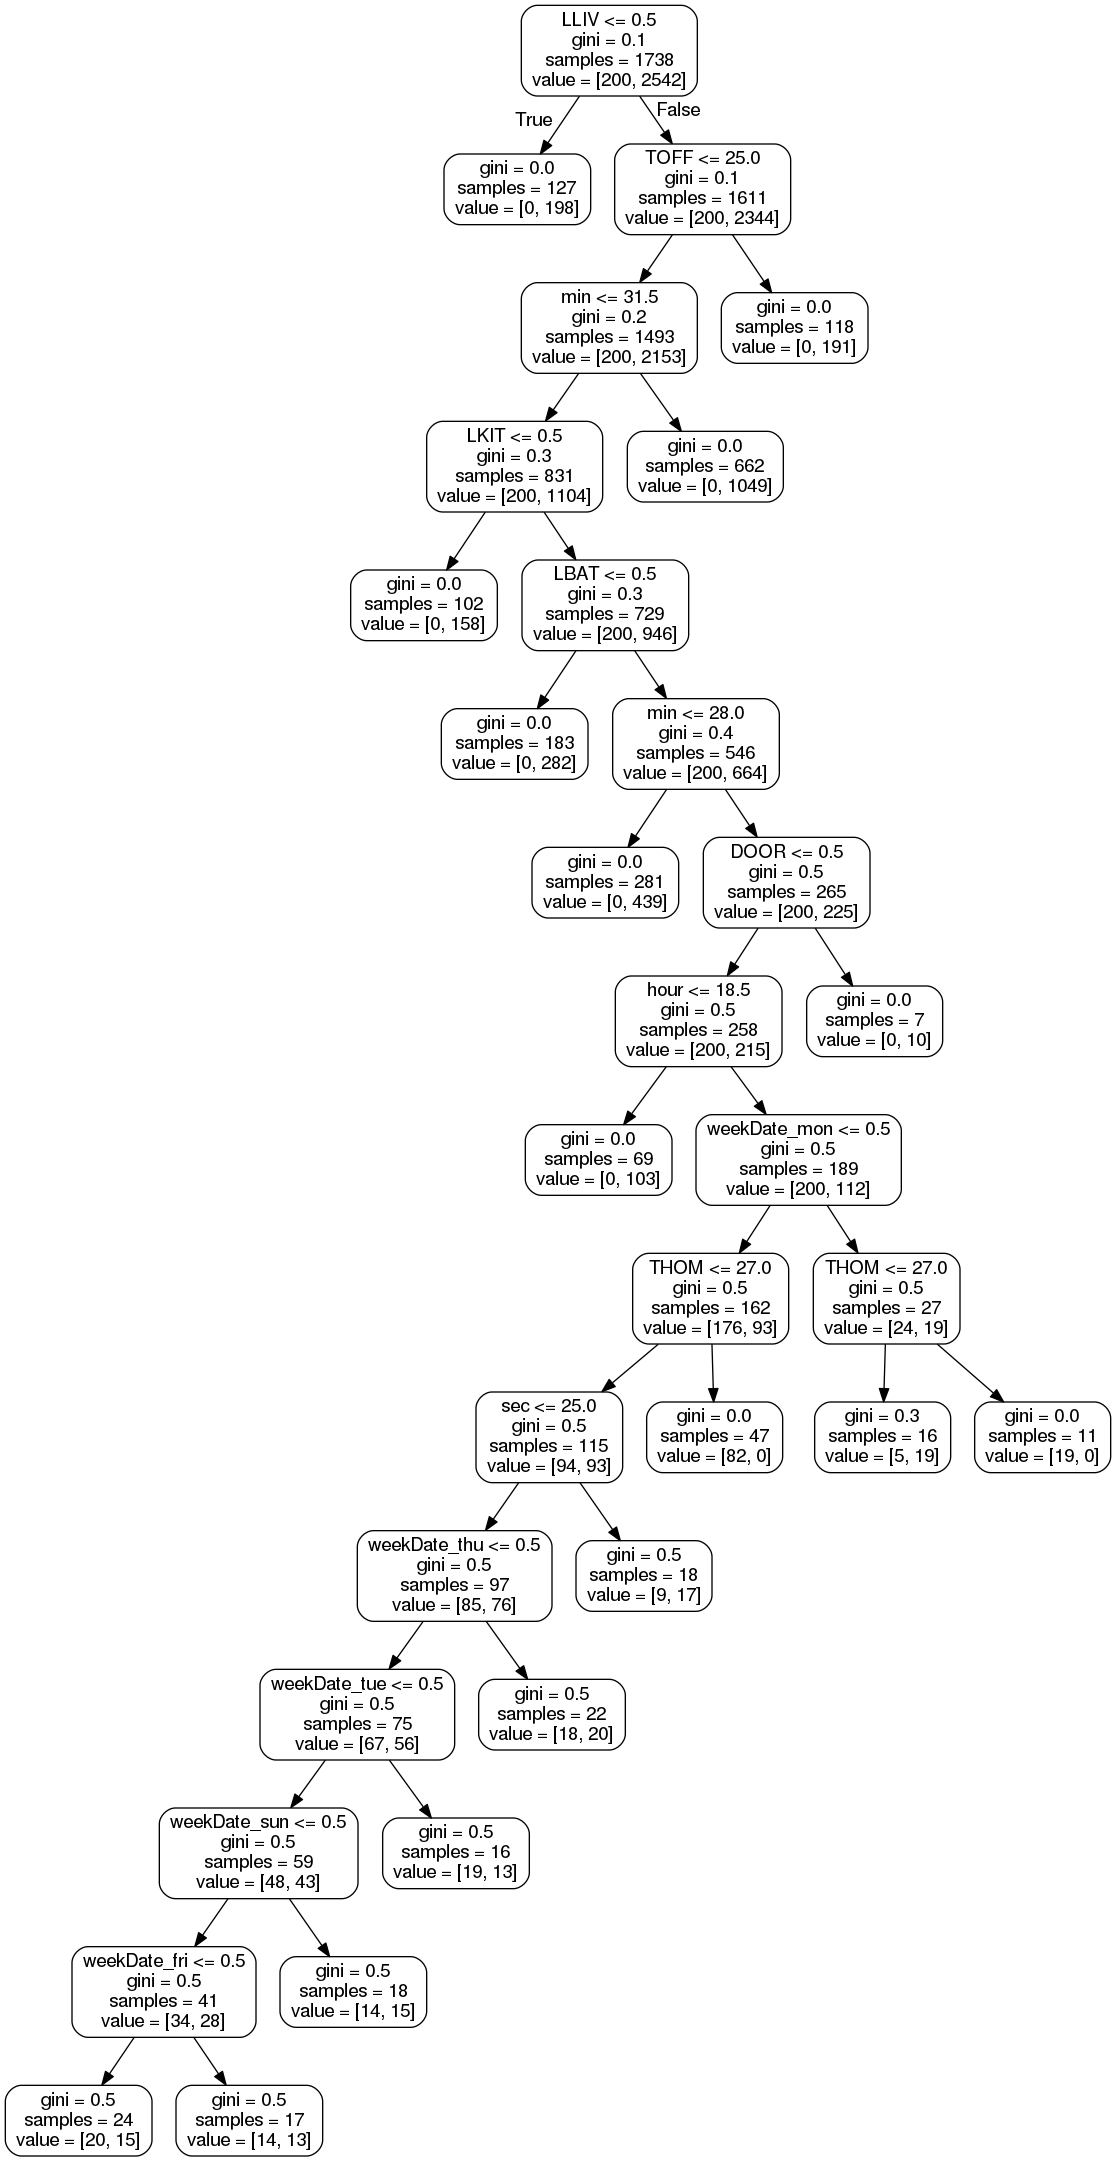 LLIV <= 0.5
gini = 0.1
samples = 1738
value = [200, 2542]
True
False
gini = 0.0
samples = 127
value = [0, 198]
TOFF <= 25.0
gini = 0.1
samples = 1611
value = [200, 2344]
min <= 31.5
gini = 0.2
samples = 1493
value = [200, 2153]
gini = 0.0
samples = 118
value = [0, 191]
LKIT <= 0.5
gini = 0.3
samples = 831
value = [200, 1104]
gini = 0.0
samples = 662
value = [0, 1049]
gini = 0.0
samples = 102
value = [0, 158]
LBAT <= 0.5
gini = 0.3
samples = 729
value = [200, 946]
gini = 0.0
samples = 183
value = [0, 282]
min <= 28.0
gini = 0.4
samples = 546
value = [200, 664]
gini = 0.0
samples = 281
value = [0, 439]
DOOR <= 0.5
gini = 0.5
samples = 265
value = [200, 225]
hour <= 18.5
gini = 0.5
samples = 258
value = [200, 215]
gini = 0.0
samples = 7
value = [0, 10]
gini = 0.0
samples = 69
value = [0, 103]
weekDate_mon <= 0.5
gini = 0.5
samples = 189
value = [200, 112]
THOM <= 27.0
gini = 0.5
samples = 162
value = [176, 93]
THOM <= 27.0
gini = 0.5
samples = 27
value = [24, 19]
sec <= 25.0
gini = 0.5
samples = 115
value = [94, 93]
gini = 0.0
samples = 47
value = [82, 0]
gini = 0.3
samples = 16
value = [5, 19]
gini = 0.0
samples = 11
value = [19, 0]
weekDate_thu <= 0.5
gini = 0.5
samples = 97
value = [85, 76]
gini = 0.5
samples = 18
value = [9, 17]
weekDate_tue <= 0.5
gini = 0.5
samples = 75
value = [67, 56]
gini = 0.5
samples = 22
value = [18, 20]
weekDate_sun <= 0.5
gini = 0.5
samples = 59
value = [48, 43]
gini = 0.5
samples = 16
value = [19, 13]
weekDate_fri <= 0.5
gini = 0.5
samples = 41
value = [34, 28]
gini = 0.5
samples = 18
value = [14, 15]
gini = 0.5
samples = 24
value = [20, 15]
gini = 0.5
samples = 17
value = [14, 13]